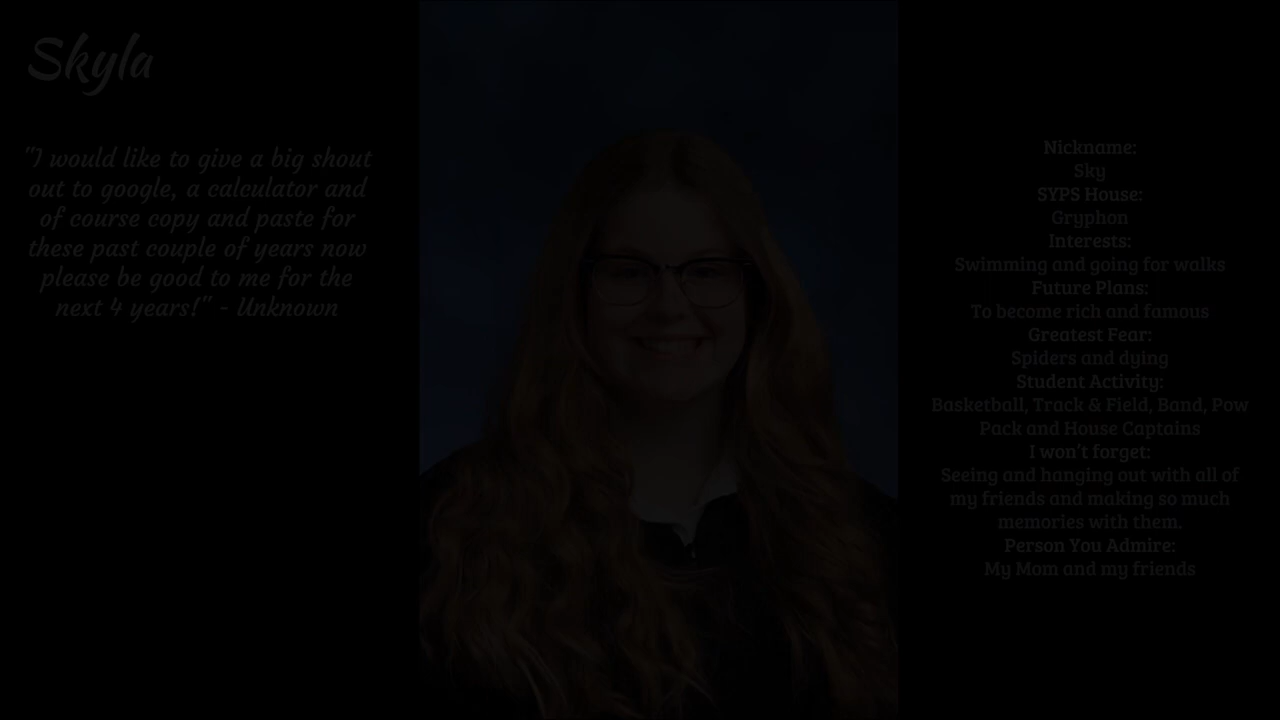 Skyla
"I would like to give a big shout
out to google, a calculator and
of course copy and paste for
these past couple of years now
please be good to me for the
next 4 years!" - Unknown
Nickname:
Sky
SYPS House:
Gryphon
Interests:
Swimming and going for walks
Future Plans:
To become rich and famous
Greatest Fear:
Spiders and dying
Student Activity:
Basketball, Track & Field, Band, Pow
Pack and House Captains
I won't forget:
Seeing and hanging out with all of
my friends and making so much
memories with them.
Person You Admire:
My Mom and my friends